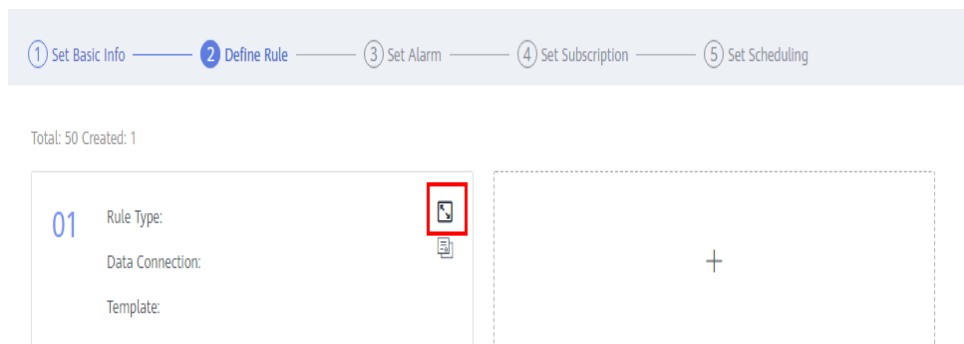 1 Set Basic Info 2 Define Rule 3 Set Alarm 4 Set Subscription 5 Set Scheduling
Total: 50 Created: 1
01 Rule Type:
Data Connection:
Template: